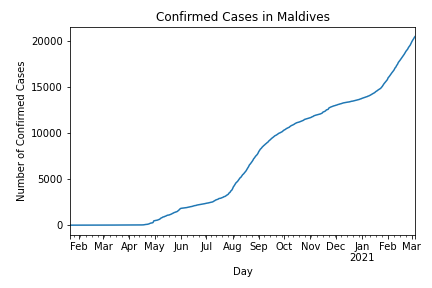 Confirmed Cases in Maldives
Number of Confirmed Cases
20000
15000
10000
5000
0
Feb Mar Apr May Jun Jul Aug Sep Oct Nov Dec Jan Feb Mar
2021
Day